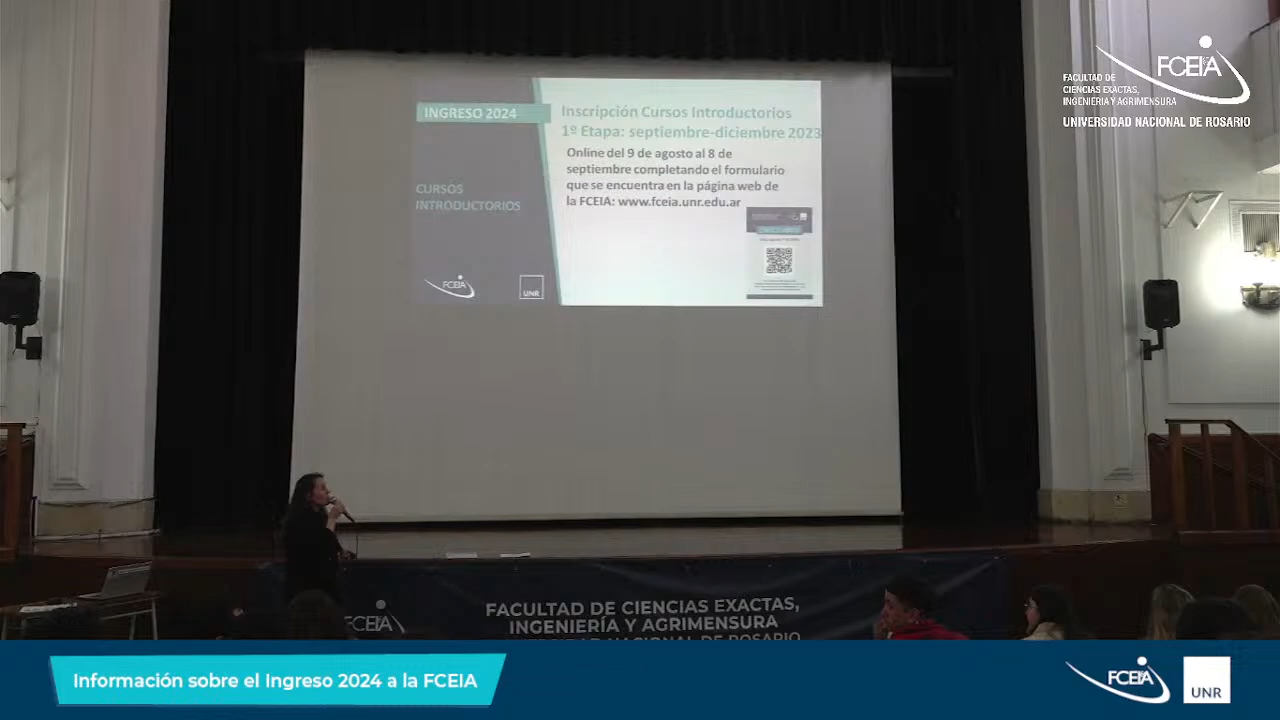 FCEIA
FACULTAD DE
CIENCIAS EXACTAS,
INGENIERÍA Y AGRIMENSURA
UNIVERSIDAD NACIONAL DE ROSARIO
INGRESO 2024
CURSOS
INTRODUCTORIOS
FCEIA
UNR
Inscripción Cursos Introductorios
1º Etapa: septiembre-diciembre 2023
Online del 9 de agosto al 8 de
septiembre completando el formulario
que se encuentra en la página web de
la FCEIA: www.fceia.unr.edu.ar
FCEIA
FACULTAD DE CIENCIAS EXACTAS,
INGENIERÍA Y AGRIMENSURA
NACIONAL DE ROSARIO
Información sobre el Ingreso 2024 a la FCEIA
FCEIA
UNR